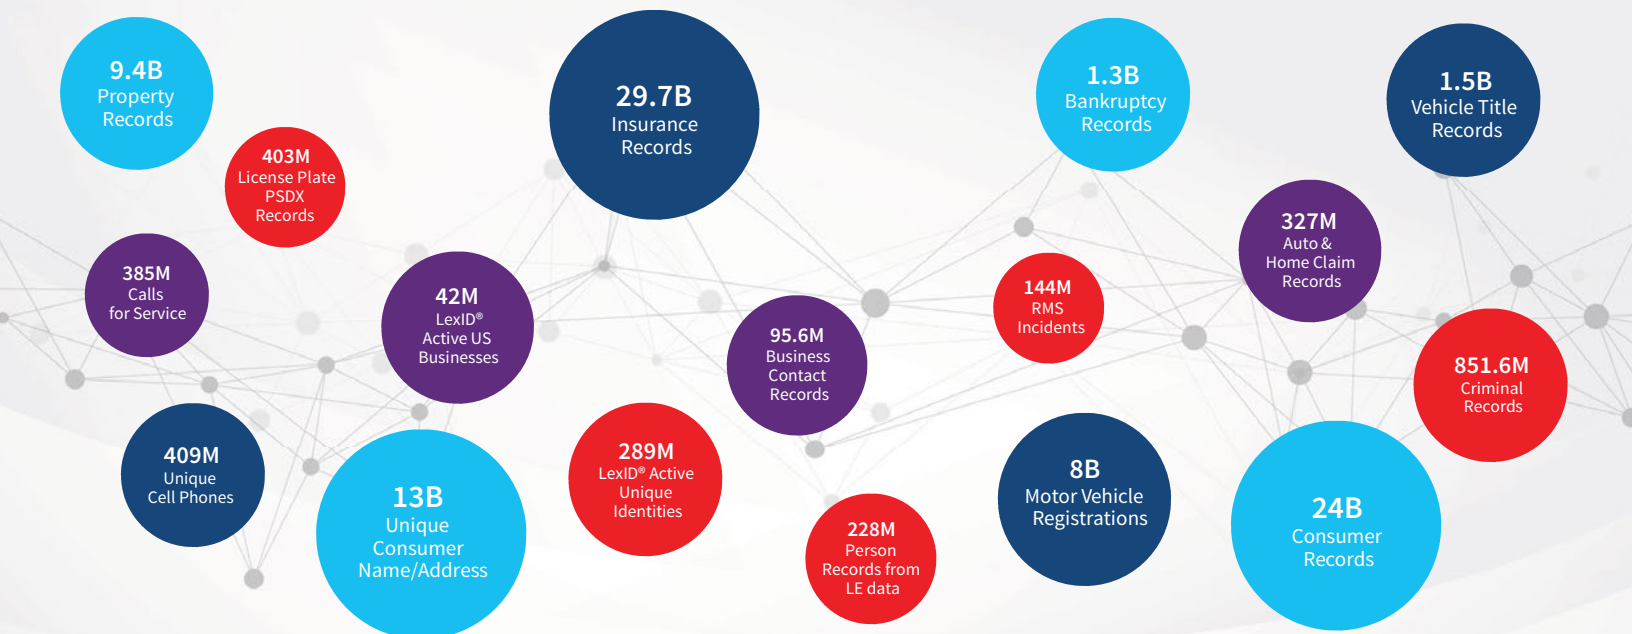 9.4B
Property
Records
403M
License Plate
PSDX
Records
29.7B
Insurance
Records
1.3B
Bankruptcy
Records
1.5B
Vehicle Title
Records
385M
Calls
for Service
42M
LexID®
Active US
Businesses
95.6M
Business
Contact
Records
144M
RMS
Incidents
327M
Auto &
Home Claim
Records
851.6M
Criminal
Records
409M
Unique
Cell Phones
13B
Unique
Consumer
Name/Address
289M
LexID® Active
Unique
Identities
228M
Person
Records from
LE data
8B
Motor Vehicle
Registrations
24B
Consumer
Records